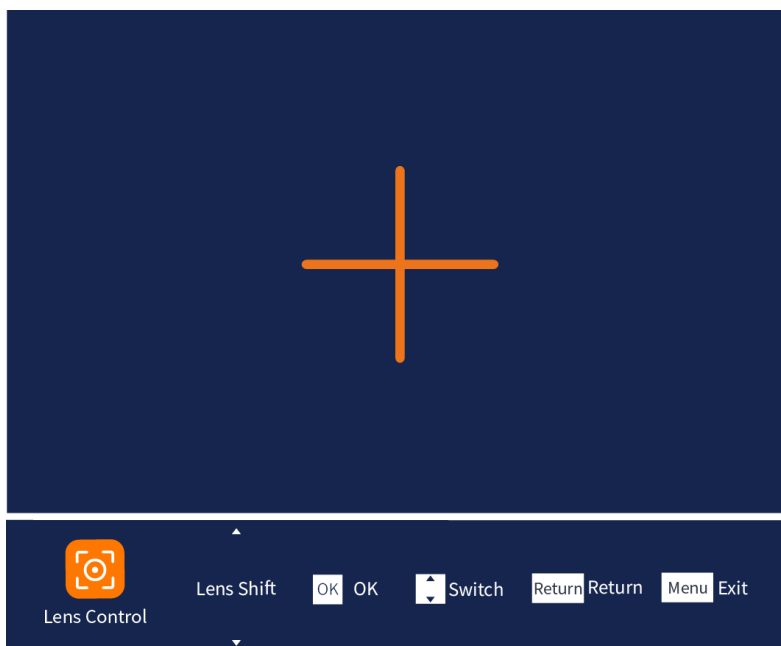 Lens Control
Lens Shift
OK OK
Switch
Return Return
Menu Exit